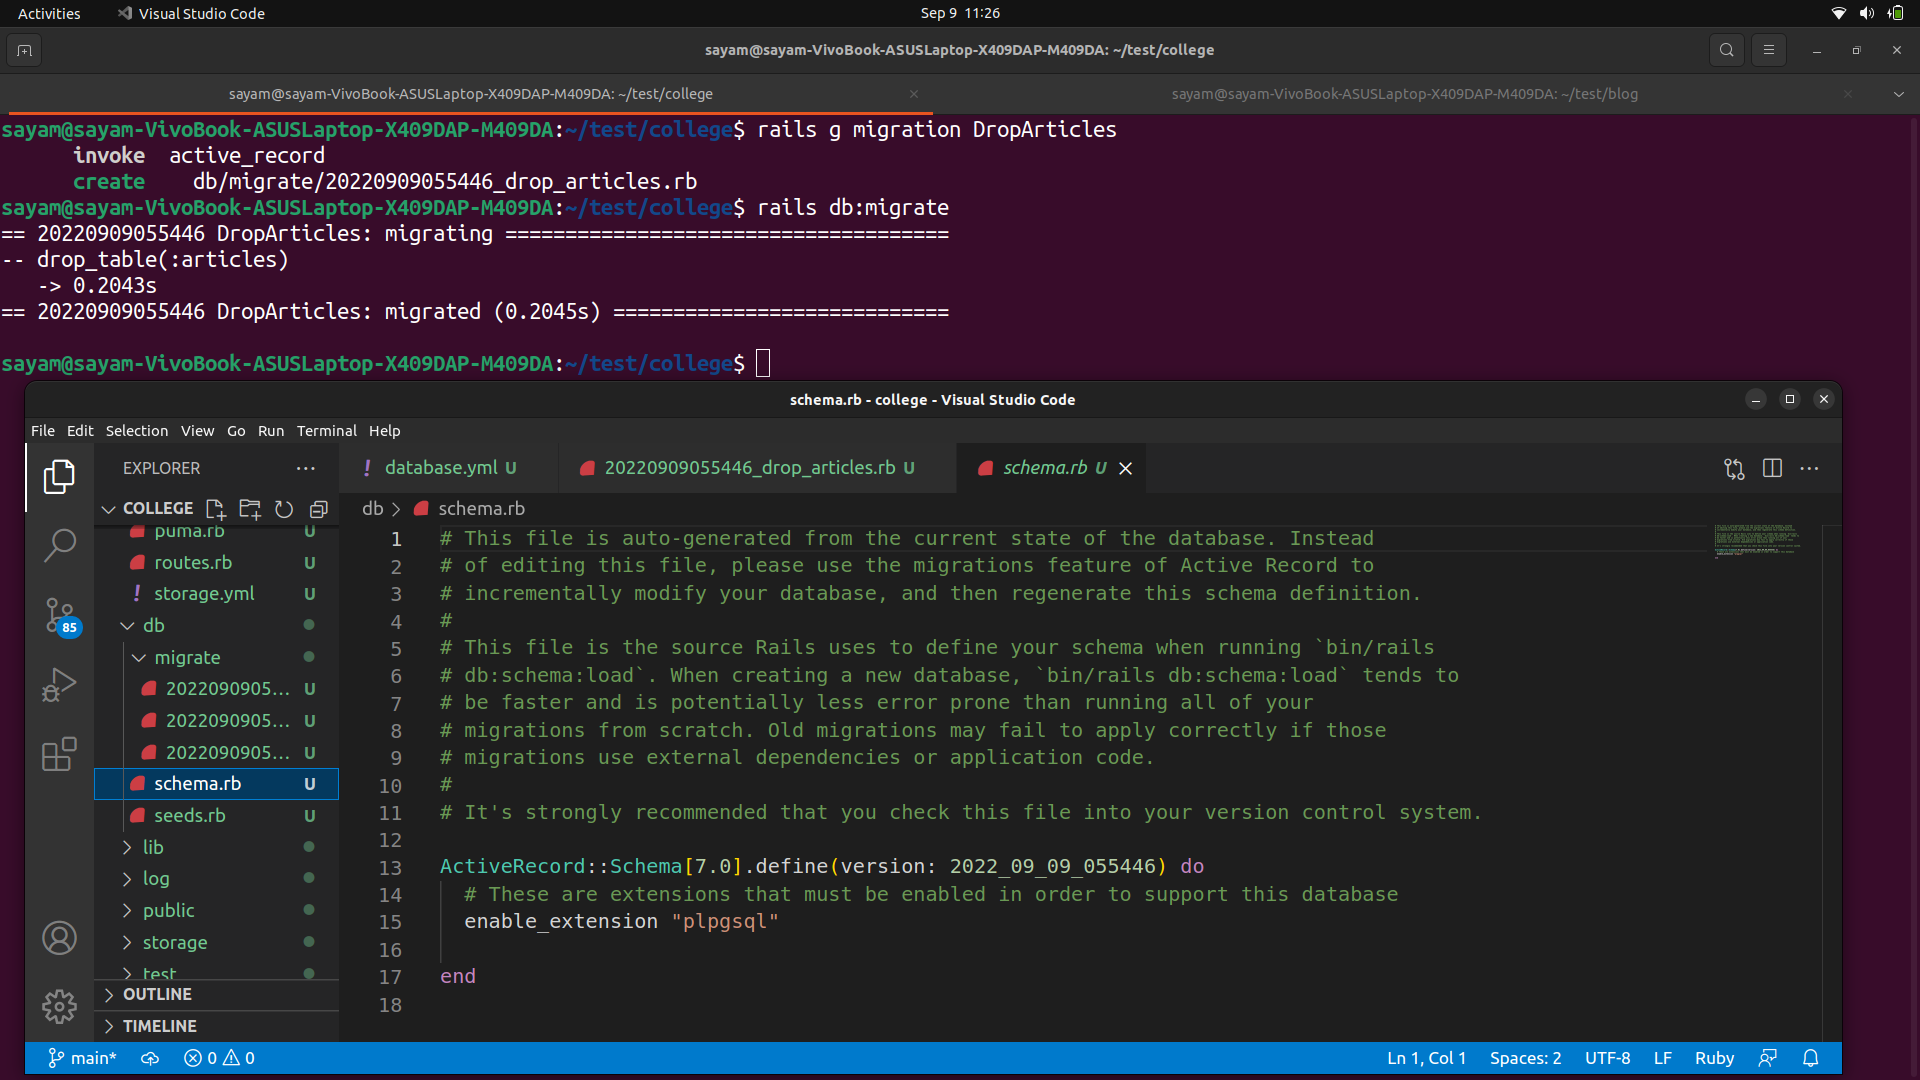 Activities
Visual Studio Code
Sep 9 11:26
sayam@sayam-VivoBook-ASUSLaptop-X409DAP-M409DA: ~/test/college
sayam@sayam-VivoBook-ASUSLaptop-X409DAP-M409DA: ~/test/college
sayam@sayam-VivoBook-ASUSLaptop-X409DAP-M409DA: ~/test/blog
sayam@sayam-VivoBook-ASUSLaptop-X409DAP-M409DA:~/test/college$ rails g migration DropArticles
invoke  active_record
create    db/migrate/20220909055446_drop_articles.rb
sayam@sayam-VivoBook-ASUSLaptop-X409DAP-M409DA:~/test/college$ rails db:migrate
== 20220909055446 DropArticles: migrating =====================================
-- drop_table(:articles)
   -> 0.2043s
== 20220909055446 DropArticles: migrated (0.2045s) ============================
sayam@sayam-VivoBook-ASUSLaptop-X409DAP-M409DA:~/test/college$
schema.rb - college - Visual Studio Code
File Edit Selection View Go Run Terminal Help
EXPLORER
COLLEGE
puma.rb U
routes.rb U
! storage.yml U
db
migrate
2022090905... U
2022090905... U
2022090905... U
schema.rb U
seeds.rb U
lib
log
public
storage
test
OUTLINE
TIMELINE
85
! database.yml U
20220909055446_drop_articles.rb U
schema.rb U
db > schema.rb
1 # This file is auto-generated from the current state of the database. Instead
2 # of editing this file, please use the migrations feature of Active Record to
3 # incrementally modify your database, and then regenerate this schema definition.
4 #
5 # This file is the source Rails uses to define your schema when running `bin/rails
6 # db:schema:load`. When creating a new database, `bin/rails db:schema:load` tends to
7 # be faster and is potentially less error prone than running all of your
8 # migrations from scratch. Old migrations may fail to apply correctly if those
9 # migrations use external dependencies or application code.
10 #
11 # It's strongly recommended that you check this file into your version control system.
12
13 ActiveRecord::Schema[7.0].define(version: 2022_09_09_055446) do
14   # These are extensions that must be enabled in order to support this database
15   enable_extension "plpgsql"
16
17 end
18
main* 0 0
Ln 1, Col 1 Spaces: 2 UTF-8 LF Ruby